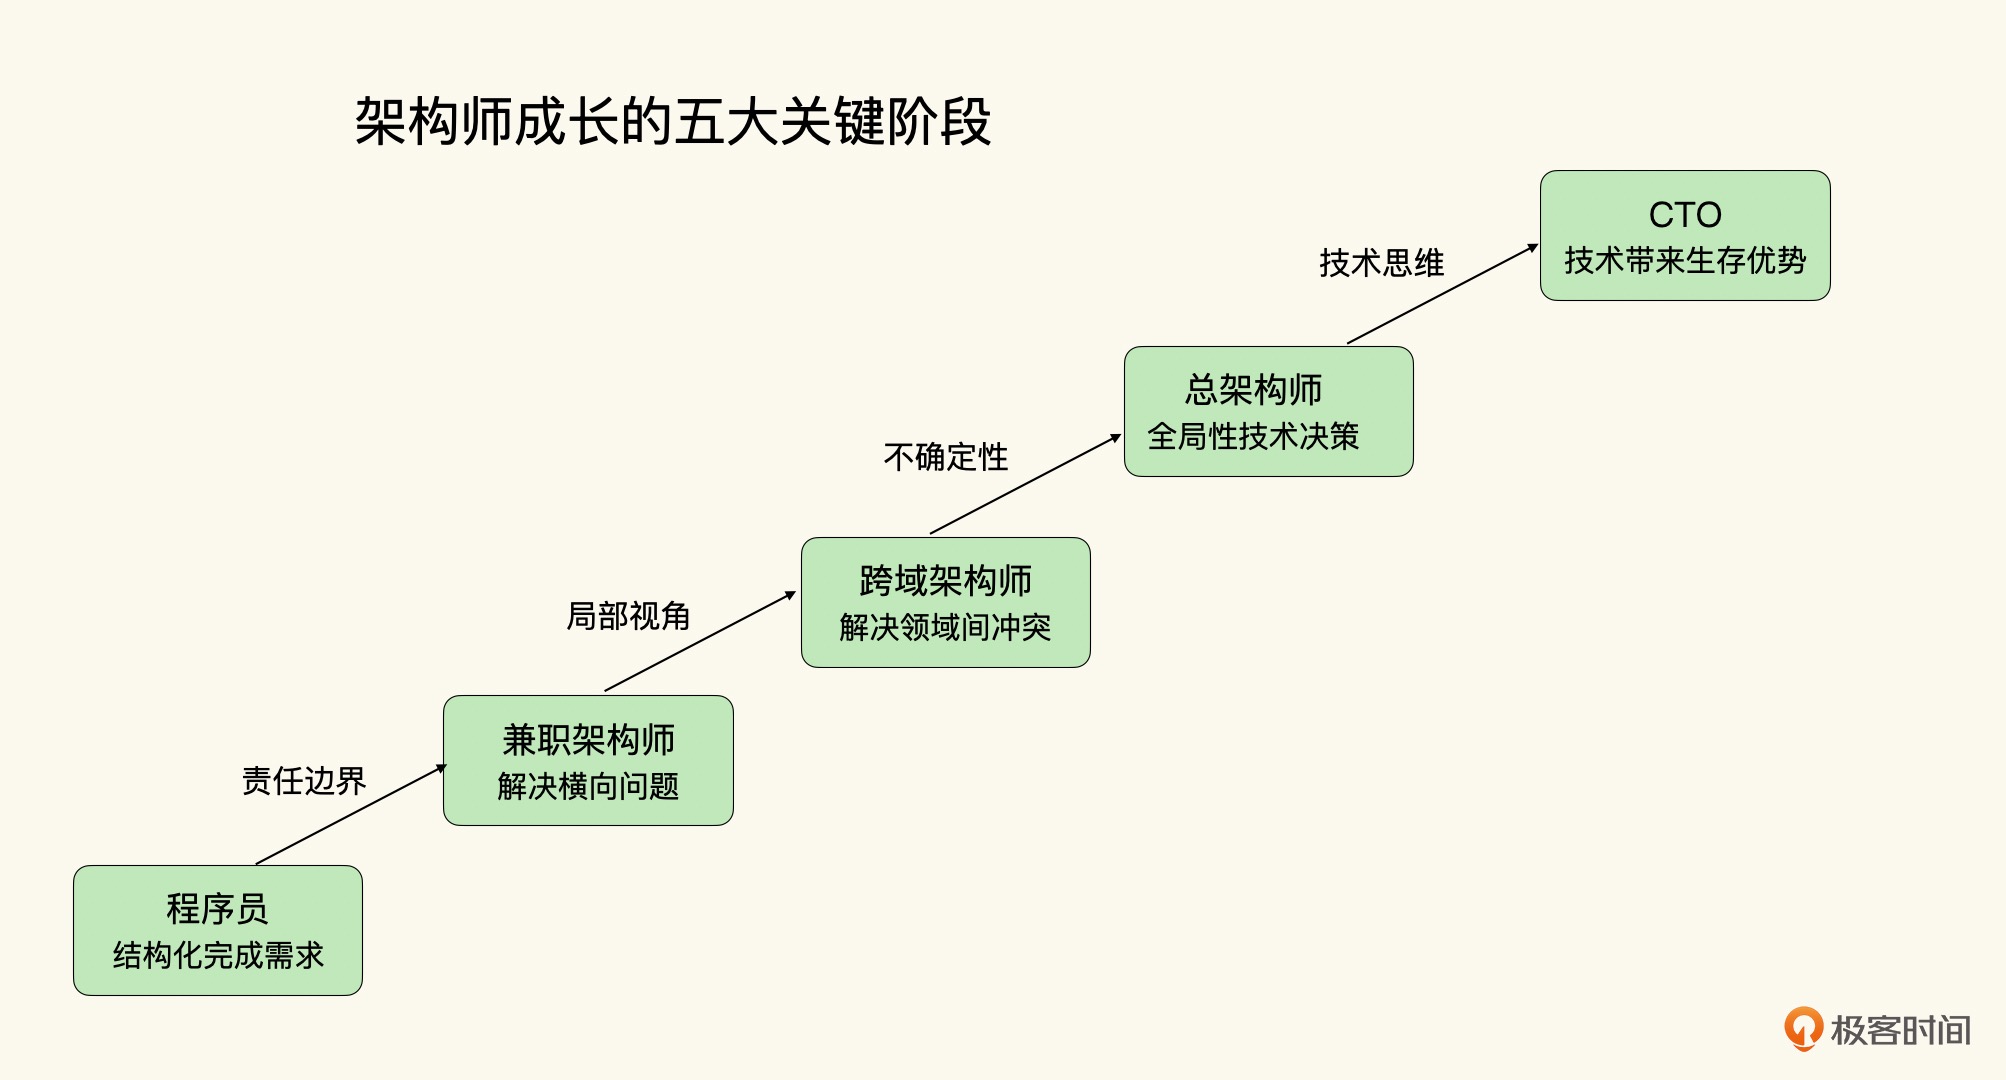 架构师成长的五大关键阶段
CTO
技术带来生存优势
技术思维
总架构师
全局性技术决策
不确定性
跨域架构师
解决领域间冲突
局部视角
兼职架构师
解决横向问题
责任边界
程序员
结构化完成需求
极客时间